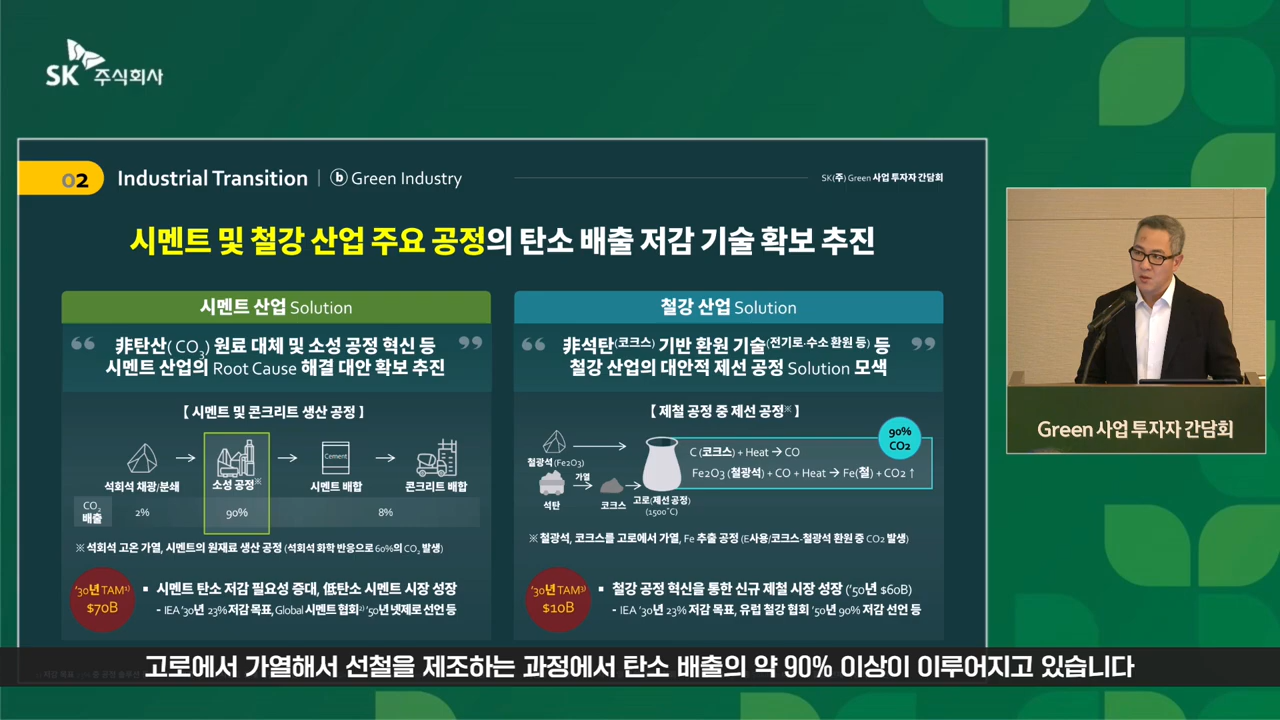 SK 주식회사
02 Industrial Transition | ⓑ Green Industry
SK(주) Green 사업 투자자 간담회
시멘트 및 철강 산업 주요 공정의 탄소 배출 저감 기술 확보 추진
시멘트 산업 Solution
“ 非탄산(CO₃) 원료 대체 및 소성 공정 혁신 등 ”
시멘트 산업의 Root Cause 해결 대안 확보 추진
【 시멘트 및 콘크리트 생산 공정 】
Cement
석회석 채광/분쇄 소성 공정※ 시멘트 배합 콘크리트 배합
CO₂ 배출 2% 90% 8%
※ 석회석 고온 가열, 시멘트의 원재료 생산 공정 (석회석 화학 반응으로 60%의 CO₂ 발생)
‘30년 TAM¹⁾
$70B
▪ 시멘트 탄소 저감 필요성 증대, 低탄소 시멘트 시장 성장
- IEA ‘30년 23% 저감 목표, Global 시멘트 협회²⁾ ‘50년 넷제로 선언 등
철강 산업 Solution
“ 非석탄(코크스) 기반 환원 기술(전기로·수소 환원 등) 등 ”
철강 산업의 대안적 제선 공정 Solution 모색
【 제철 공정 중 제선 공정※ 】
90%
CO2
C (코크스) + Heat → CO
Fe2O3 (철광석) + CO + Heat → Fe(철) + CO2 ↑
철광석 (Fe2O3)
가열
석탄 코크스 고로(제선 공정)
(1500˚C)
※ 철광석, 코크스를 고로에서 가열, Fe 추출 공정 (E사용/코크스-철광석 환원 중 CO2 발생)
‘30년 TAM³⁾
$10B
▪ 철강 공정 혁신을 통한 신규 제철 시장 성장 (‘50년 $60B)
- IEA ‘30년 23% 저감 목표, 유럽 철강 협회 ‘50년 90% 저감 선언 등
Green 사업 투자자 간담회
고로에서 가열해서 선철을 제조하는 과정에서 탄소 배출의 약 90% 이상이 이루어지고 있습니다